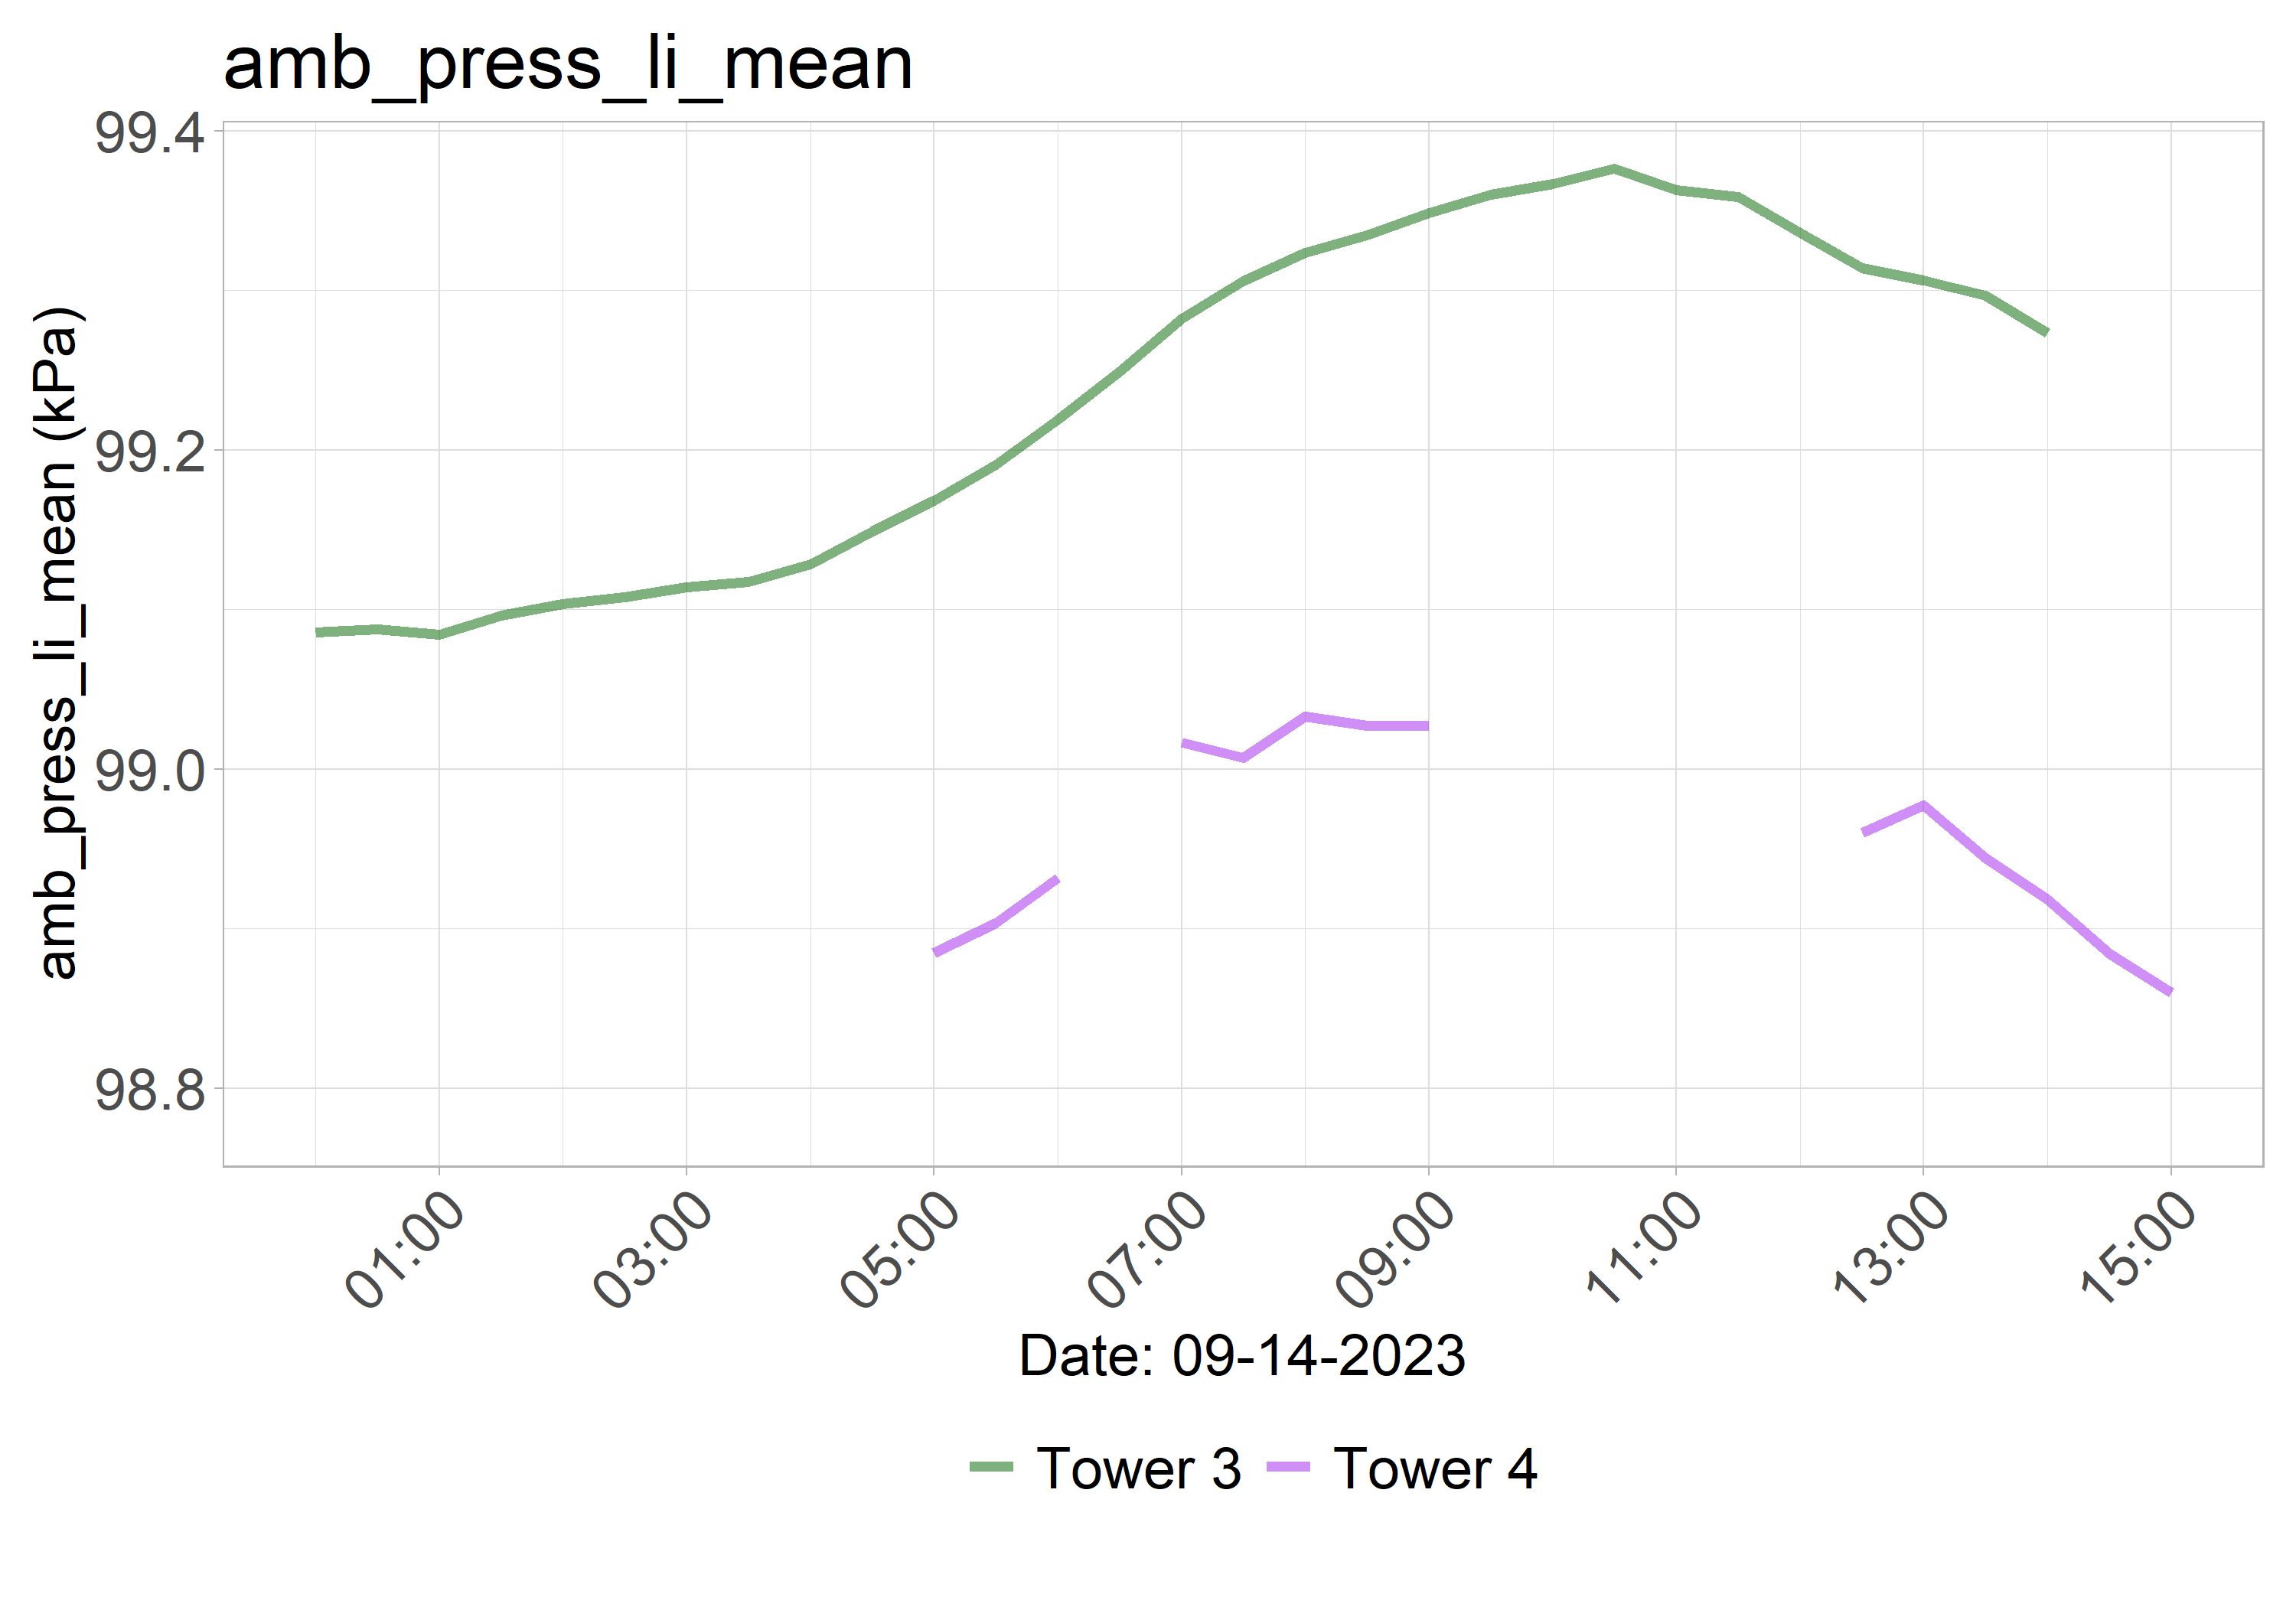 amb_press_li_mean
amb_press_li_mean (kPa)
99.4
99.2
99.0
98.8
01:00 03:00 05:00 07:00 09:00 11:00 13:00 15:00
Date: 09-14-2023
Tower 3 Tower 4